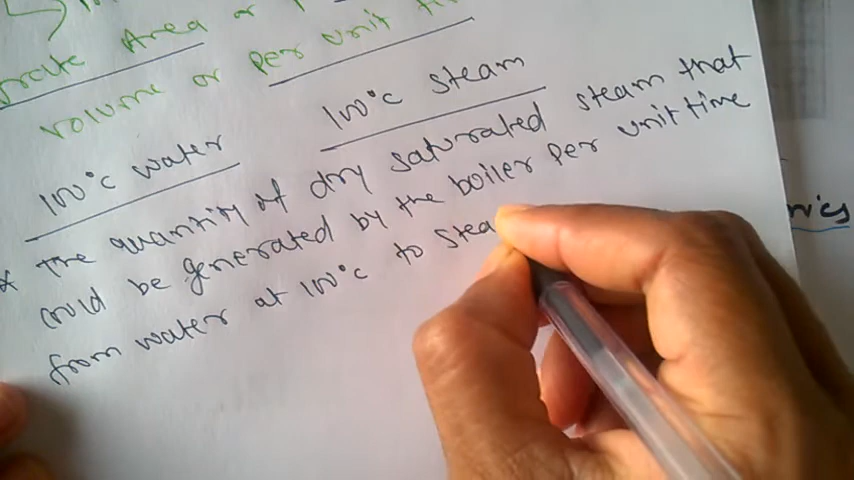 Area or
volume or per unit
100°C water 100°C steam
* The quantity of dry saturated steam that
could be generated by the boiler per unit time
from water at 100°C to stea